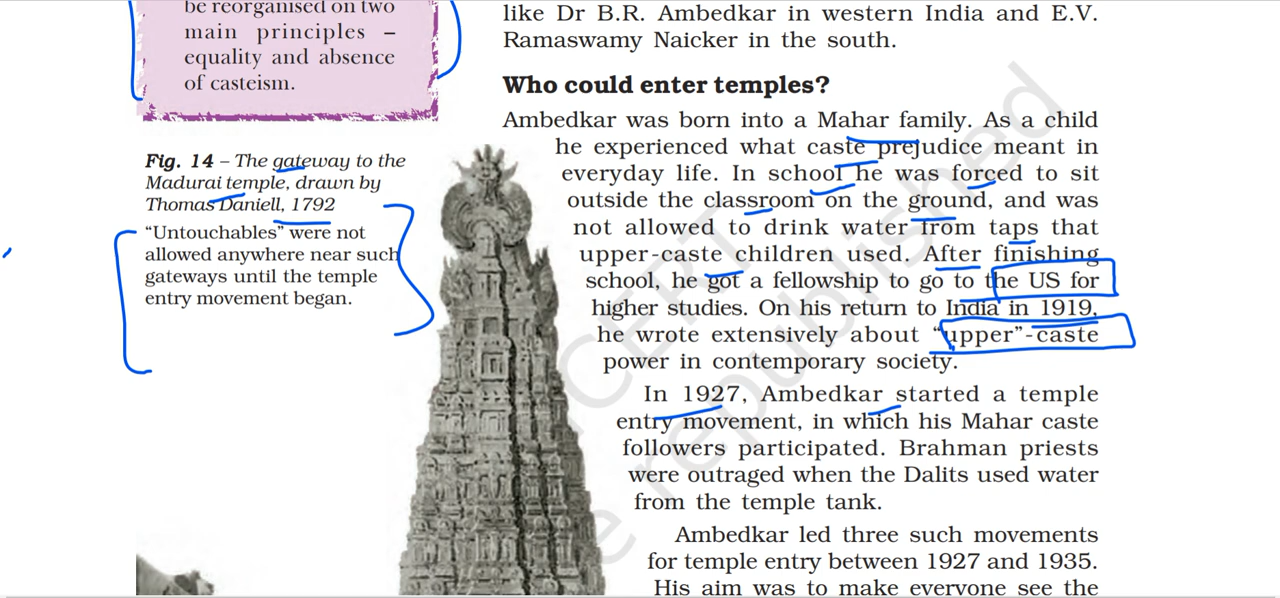 be reorganised on two
main principles –
equality and absence
of casteism.
Fig. 14 – The gateway to the
Madurai temple, drawn by
Thomas Daniell, 1792
“Untouchables” were not
allowed anywhere near such
gateways until the temple
entry movement began.
like Dr B.R. Ambedkar in western India and E.V.
Ramaswamy Naicker in the south.
Who could enter temples?
Ambedkar was born into a Mahar family. As a child
he experienced what caste prejudice meant in
everyday life. In school he was forced to sit
outside the classroom on the ground, and was
not allowed to drink water from taps that
upper-caste children used. After finishing
school, he got a fellowship to go to the US for
higher studies. On his return to India in 1919,
he wrote extensively about “upper”-caste
power in contemporary society.
In 1927, Ambedkar started a temple
entry movement, in which his Mahar caste
followers participated. Brahman priests
were outraged when the Dalits used water
from the temple tank.
Ambedkar led three such movements
for temple entry between 1927 and 1935.
His aim was to make everyone see the